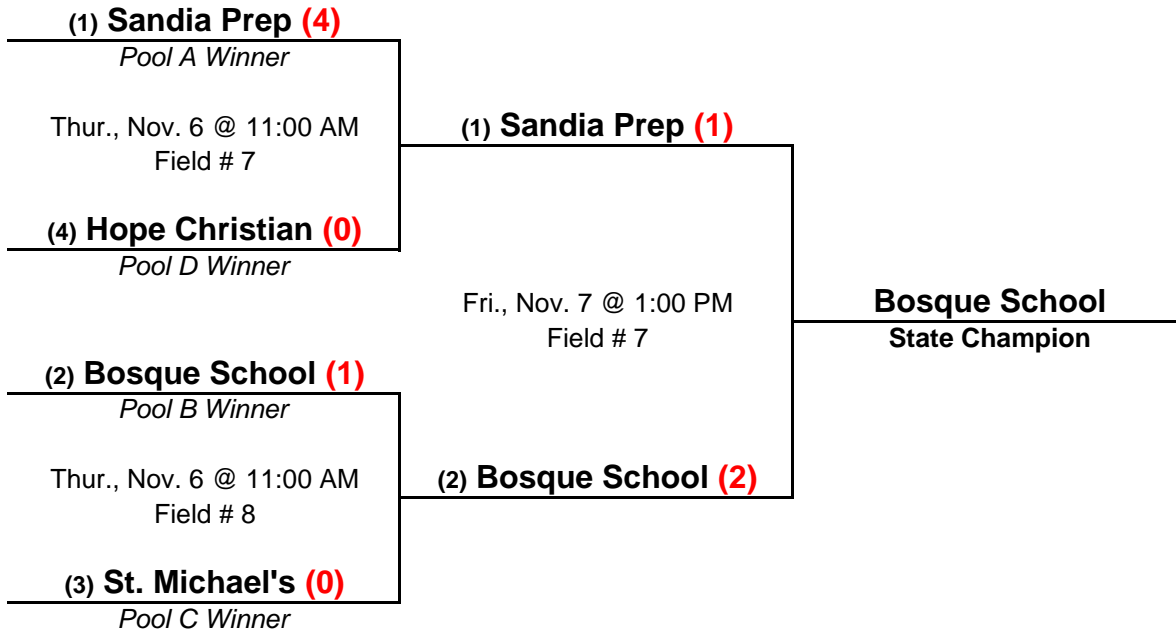 (1) Sandia Prep (4)
Pool A Winner
Thur., Nov. 6 @ 11:00 AM
Field # 7
(4) Hope Christian (0)
Pool D Winner
(1) Sandia Prep (1)
Fri., Nov. 7 @ 1:00 PM
Field # 7
Bosque School
State Champion
(2) Bosque School (1)
Pool B Winner
Thur., Nov. 6 @ 11:00 AM
Field # 8
(2) Bosque School (2)
(3) St. Michael's (0)
Pool C Winner